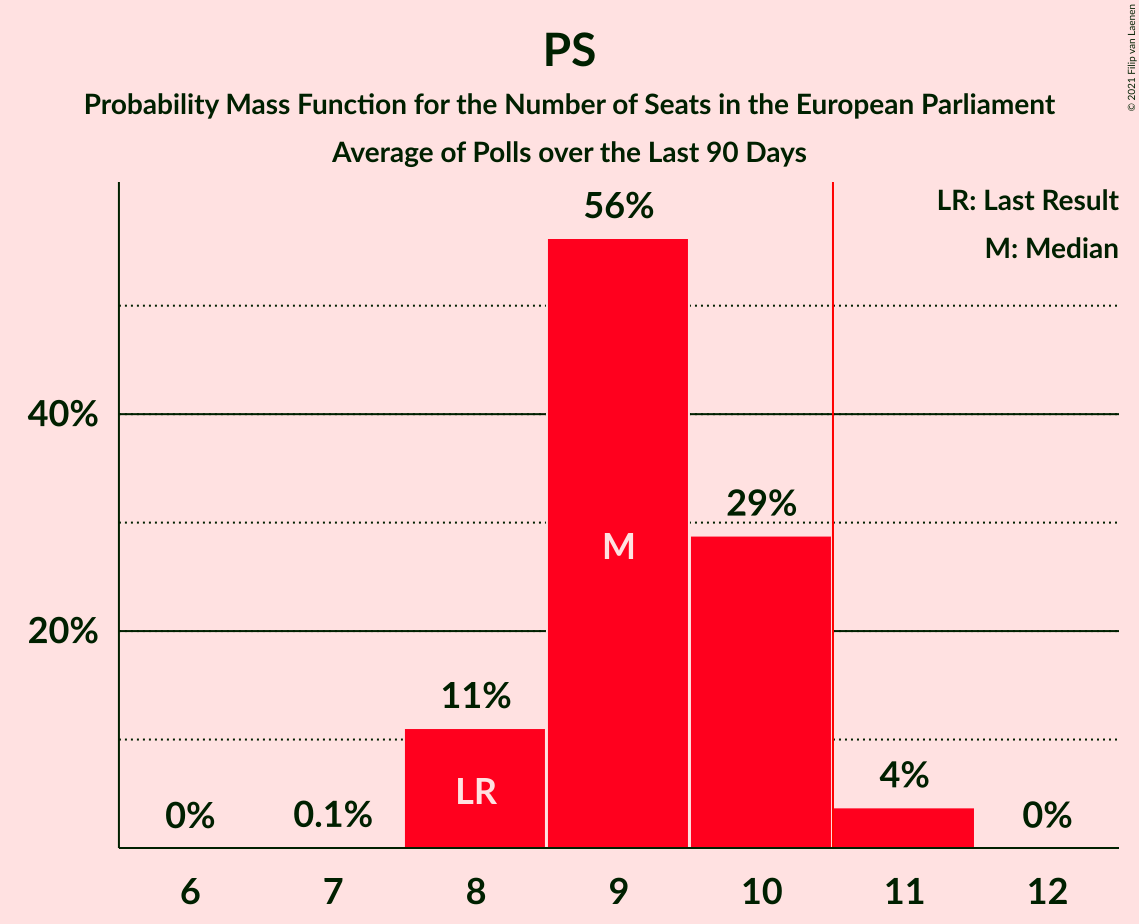 PS
Probability Mass Function for the Number of Seats in the European Parliament
Average of Polls over the Last 90 Days
© 2021 Filip van Laenen
LR: Last Result
M: Median
56%
40%
29%
M
20%
11%
LR
4%
0%
0.1%
0%
6 7 8 9 10 11 12